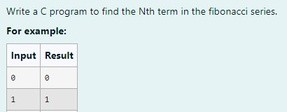 Write a C program to find the Nth term in the fibonacci series.
For example:
Input Result
0 0
1 1